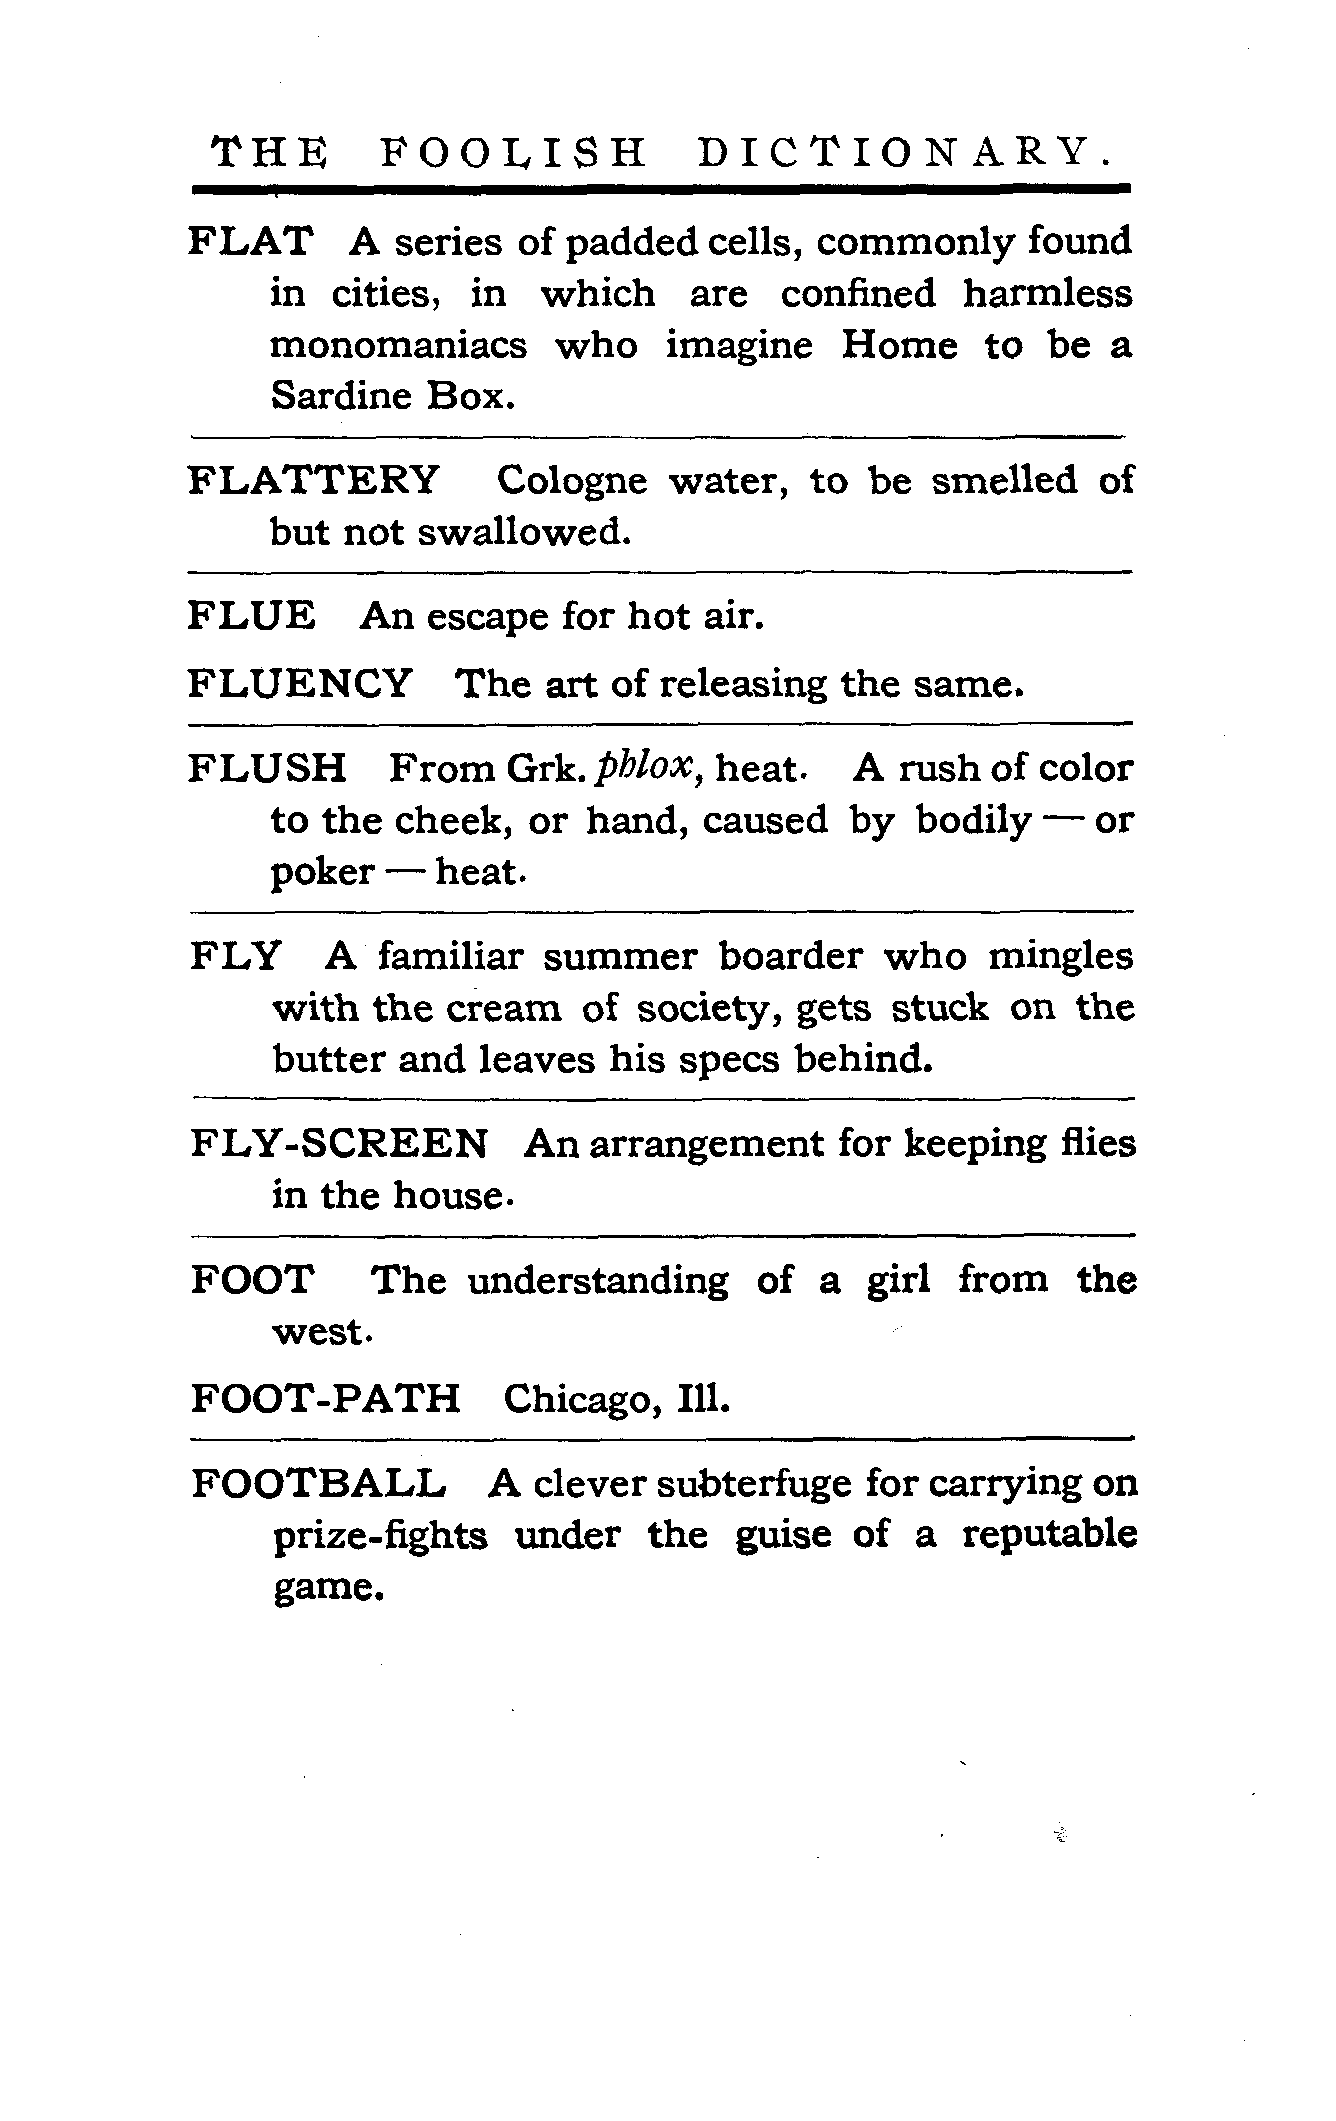 THE FOOLISH DICTIONARY.
FLAT A series of padded cells, commonly found
in cities, in which are confined harmless
monomaniacs who imagine Home to be a
Sardine Box.
FLATTERY Cologne water, to be smelled of
but not swallowed.
FLUE An escape for hot air.
FLUENCY The art of releasing the same.
FLUSH From Grk. phlox, heat. A rush of color
to the cheek, or hand, caused by bodily — or
poker — heat.
FLY A familiar summer boarder who mingles
with the cream of society, gets stuck on the
butter and leaves his specs behind.
FLY-SCREEN An arrangement for keeping flies
in the house.
FOOT The understanding of a girl from the
west.
FOOT-PATH Chicago, Ill.
FOOTBALL A clever subterfuge for carrying on
prize-fights under the guise of a reputable
game.